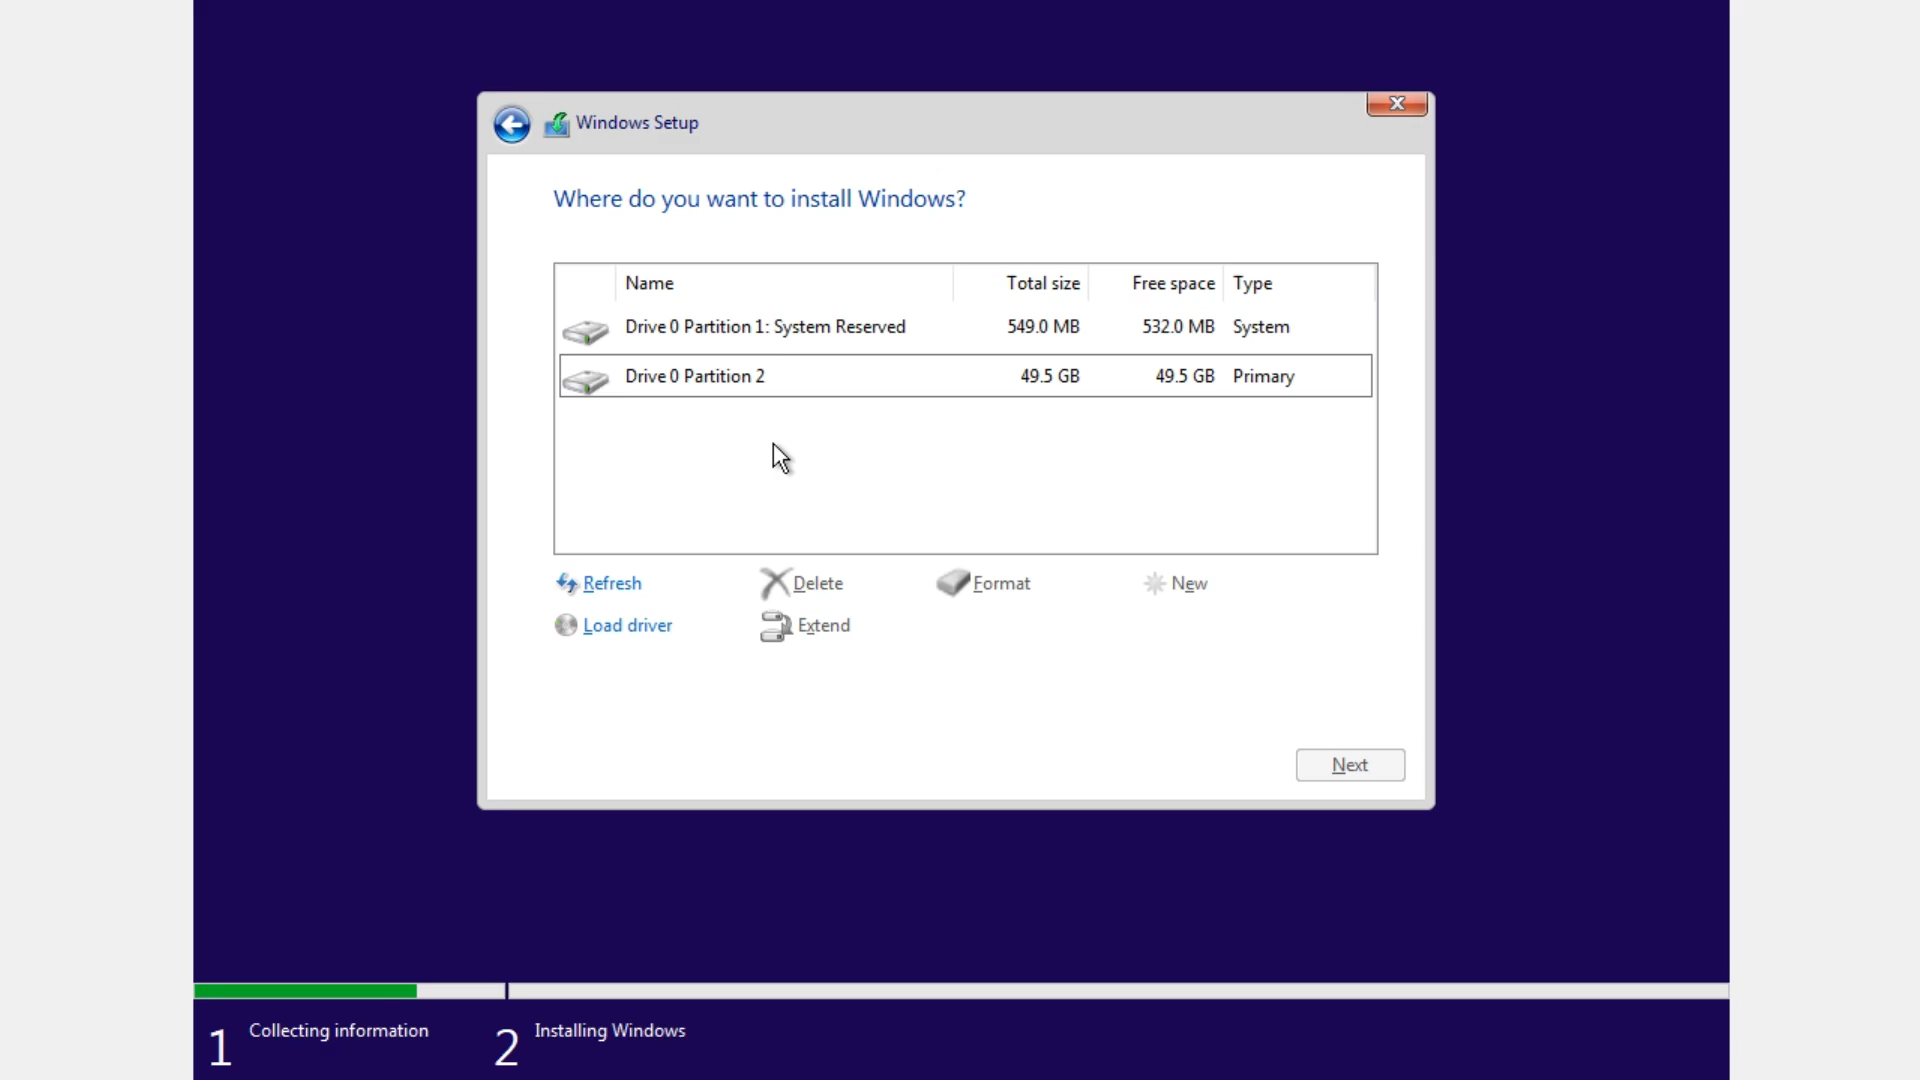 Windows Setup
X
Where do you want to install Windows?
Name Total size Free space Type
Drive 0 Partition 1: System Reserved 549.0 MB 532.0 MB System
Drive 0 Partition 2 49.5 GB 49.5 GB Primary
Refresh Delete Format New
Load driver Extend
Next
1 Collecting information 2 Installing Windows